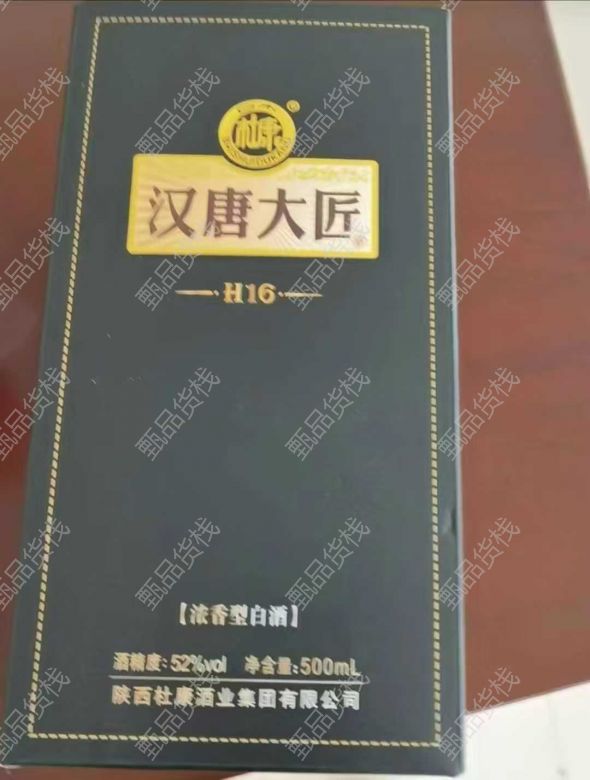 杜康
®
汉唐大匠
H16
【浓香型白酒】
酒精度:52%vol 净含量:500mL
陕西杜康酒业集团有限公司
甄品货栈